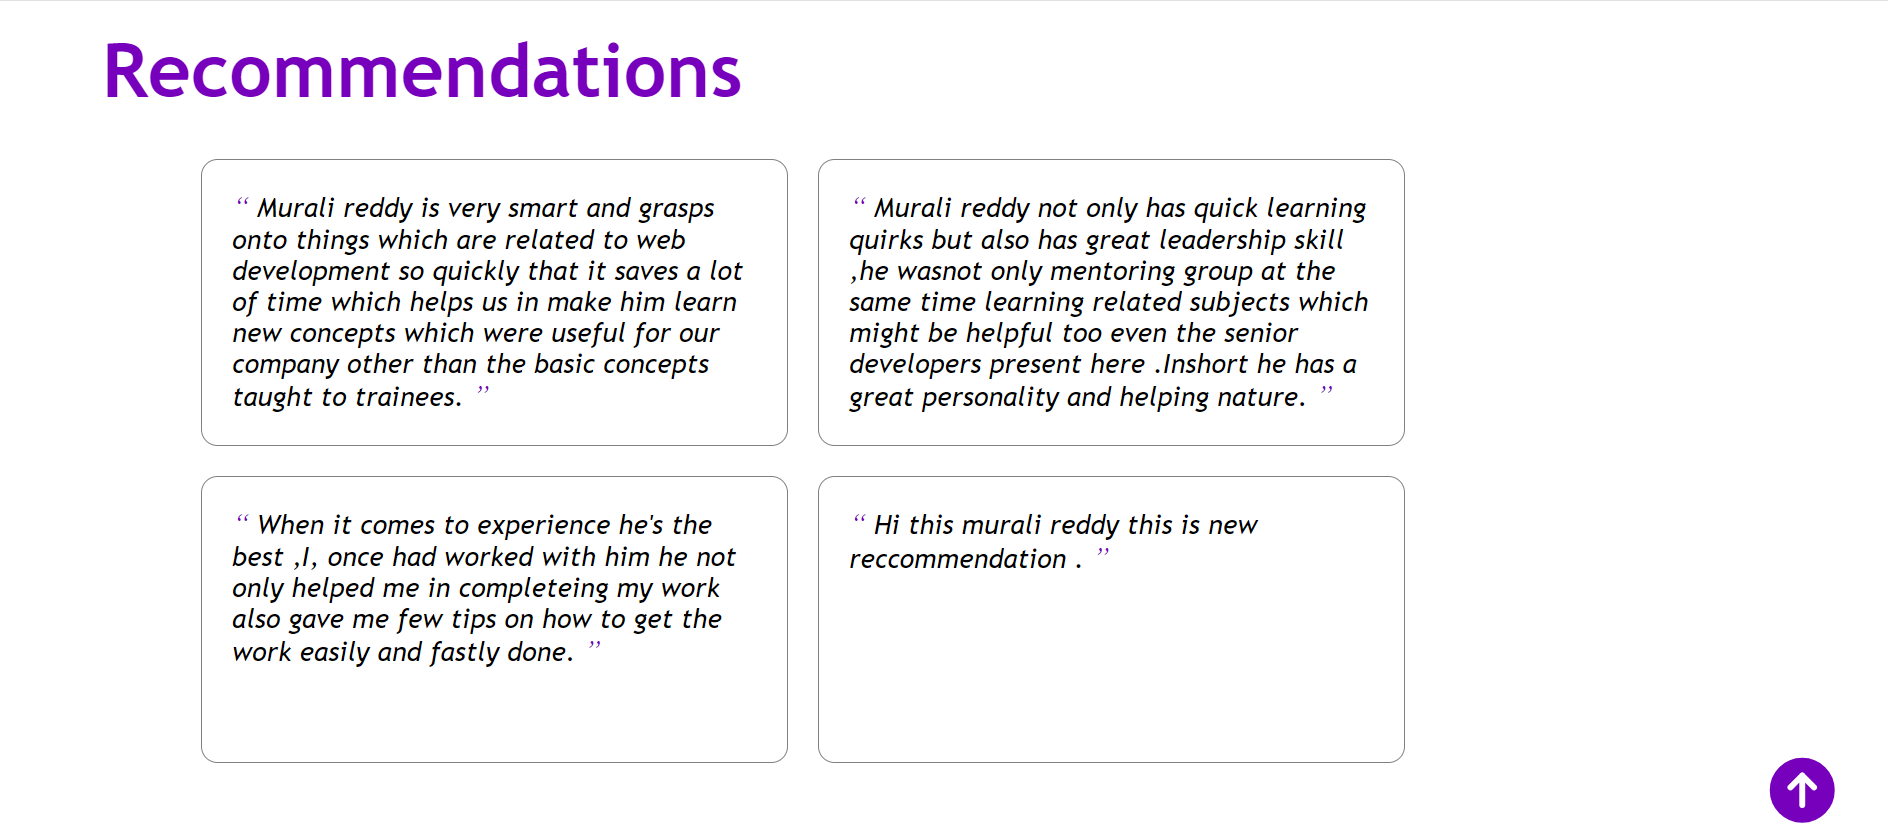 Recommendations
“ Murali reddy is very smart and grasps
onto things which are related to web
development so quickly that it saves a lot
of time which helps us in make him learn
new concepts which were useful for our
company other than the basic concepts
taught to trainees. ”
“ Murali reddy not only has quick learning
quirks but also has great leadership skill
,he wasnot only mentoring group at the
same time learning related subjects which
might be helpful too even the senior
developers present here .Inshort he has a
great personality and helping nature. ”
“ When it comes to experience he's the
best ,I, once had worked with him he not
only helped me in completeing my work
also gave me few tips on how to get the
work easily and fastly done. ”
“ Hi this murali reddy this is new
reccommendation . ”